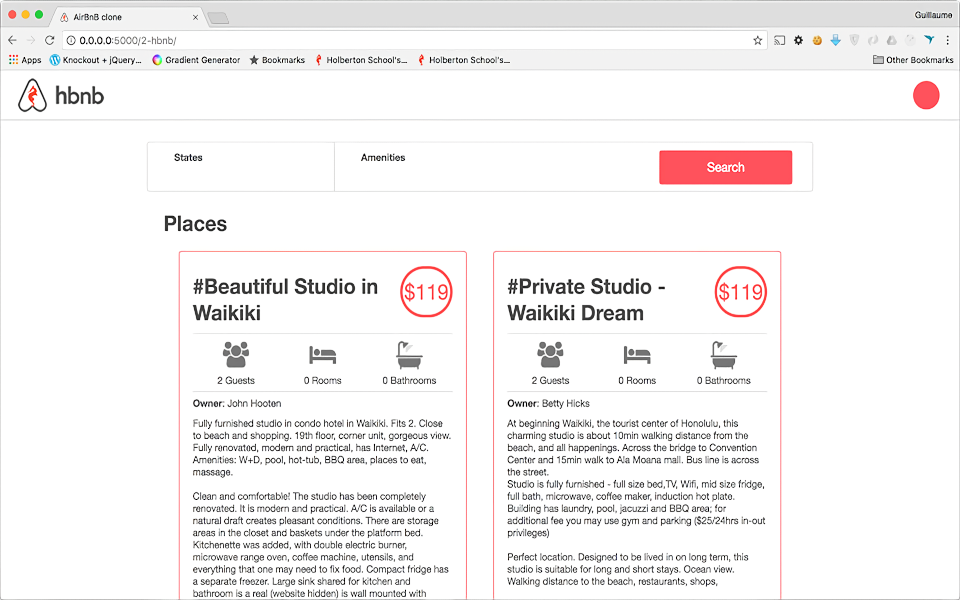 AirBnB clone
Guillaume
0.0.0.0:5000/2-hbnb/
Apps
Knockout + jQuery...
Gradient Generator
Bookmarks
Holberton School's...
Holberton School's...
Other Bookmarks
hbnb
States
Amenities
Search
Places
#Beautiful Studio in
Waikiki
$119
2 Guests
0 Rooms
0 Bathrooms
Owner: John Hooten
Fully furnished studio in condo hotel in Waikiki. Fits 2. Close
to beach and shopping. 19th floor, corner unit, gorgeous view.
Fully renovated, modern and practical, has Internet, A/C.
Amenities: W+D, pool, hot-tub, BBQ area, places to eat,
massage.
Clean and comfortable! The studio has been completely
renovated. It is modern and practical. A/C is available or a
natural draft creates pleasant conditions. There are storage
areas in the closet and baskets under the platform bed.
Kitchenette was added, with double electric burner,
microwave range oven, coffee machine, utensils, and
everything that one may need to fix food. Compact fridge has
a separate freezer. Large sink shared for kitchen and
bathroom is a real (website hidden) is wall mounted with
#Private Studio -
Waikiki Dream
$119
2 Guests
0 Rooms
0 Bathrooms
Owner: Betty Hicks
At beginning Waikiki, the tourist center of Honolulu, this
charming studio is about 10min walking distance from the
beach, and all happenings. Across the bridge to Convention
Center and 15min walk to Ala Moana mall. Bus line is across
the street.
Studio is fully furnished - full size bed,TV, Wifi, mid size fridge,
full bath, microwave, coffee maker, induction hot plate.
Building has laundry, pool, jacuzzi and BBQ area; for
additional fee you may use gym and parking ($25/24hrs in-out
privileges)
Perfect location. Designed to be lived in on long term, this
studio is suitable for long and short stays. Ocean view.
Walking distance to the beach, restaurants, shops,